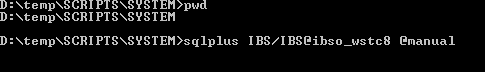 D:\temp\SCRIPTS\SYSTEM>pwd
D:\temp\SCRIPTS\SYSTEM
D:\temp\SCRIPTS\SYSTEM>sqlplus IBS/IBS@ibso_wstc8 @manual